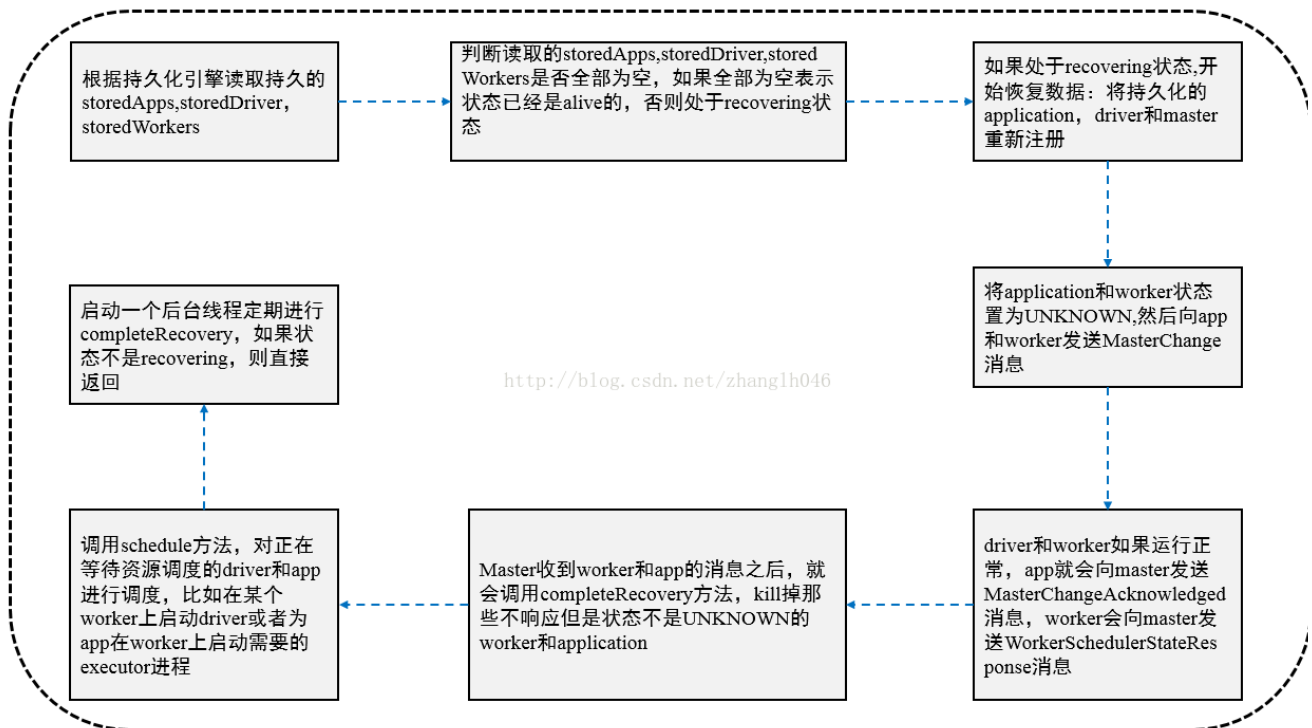 根据持久化引擎读取持久的
storedApps,storedDriver，
storedWorkers
判断读取的storedApps,storedDriver,stored
Workers是否全部为空，如果全部为空表示
状态已经是alive的，否则处于recovering状
态
如果处于recovering状态,开
始恢复数据：将持久化的
application，driver和master
重新注册
将application和worker状态
置为UNKNOWN,然后向app
和worker发送MasterChange
消息
driver和worker如果运行正
常，app就会向master发送
MasterChangeAcknowledged
消息，worker会向master发
送WorkerSchedulerStateRes
ponse消息
Master收到worker和app的消息之后，就
会调用completeRecovery方法，kill掉那
些不响应但是状态不是UNKNOWN的
worker和application
调用schedule方法，对正在
等待资源调度的driver和app
进行调度，比如在某个
worker上启动driver或者为
app在worker上启动需要的
executor进程
启动一个后台线程定期进行
completeRecovery，如果状
态不是recovering，则直接
返回
http://blog.csdn.net/zhanglh046